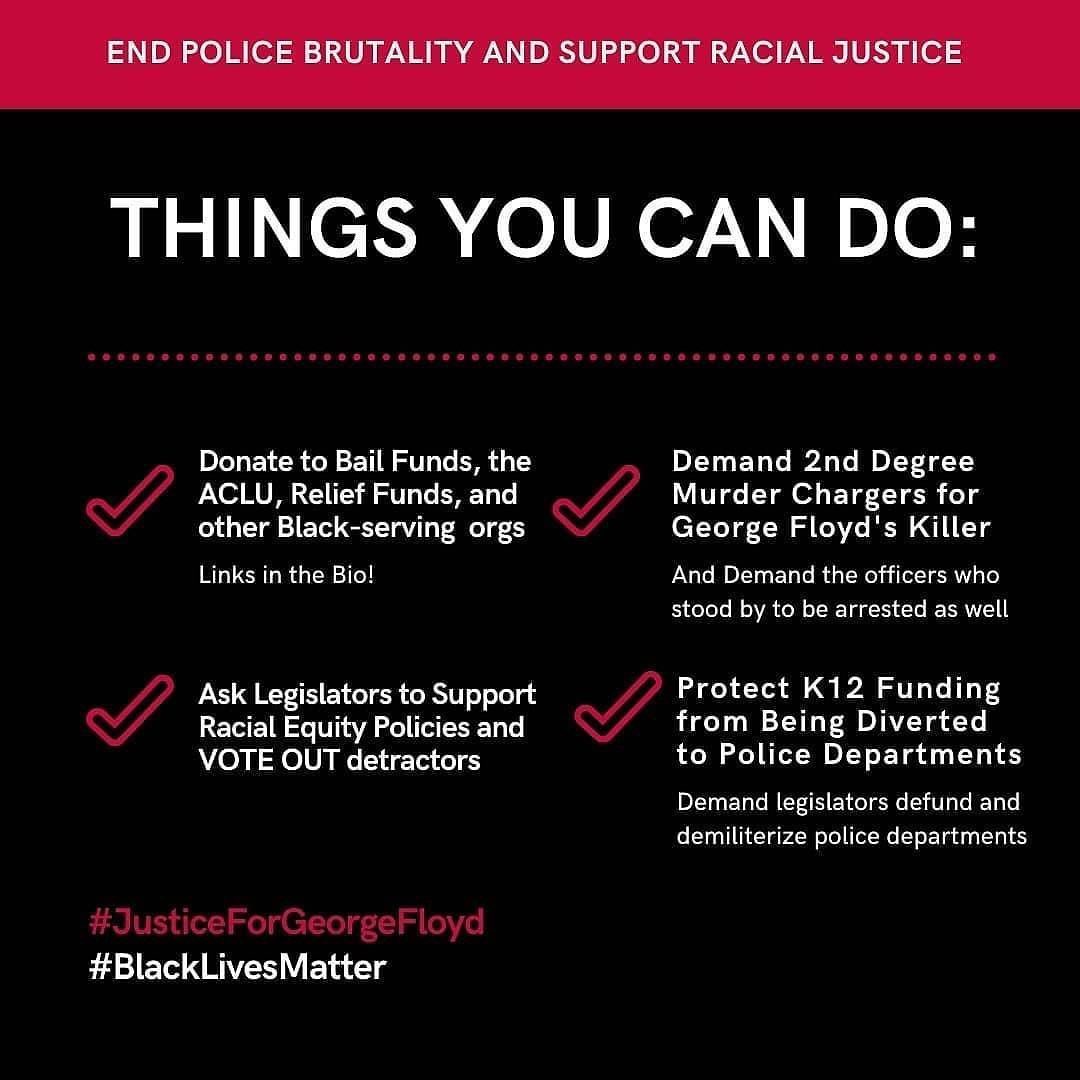 END POLICE BRUTALITY AND SUPPORT RACIAL JUSTICE
THINGS YOU CAN DO:
Donate to Bail Funds, the
ACLU, Relief Funds, and
other Black-serving orgs
Links in the Bio!
Demand 2nd Degree
Murder Chargers for
George Floyd's Killer
And Demand the officers who
stood by to be arrested as well
Ask Legislators to Support
Racial Equity Policies and
VOTE OUT detractors
Protect K12 Funding
from Being Diverted
to Police Departments
Demand legislators defund and
demiliterize police departments
#JusticeForGeorgeFloyd
#BlackLivesMatter